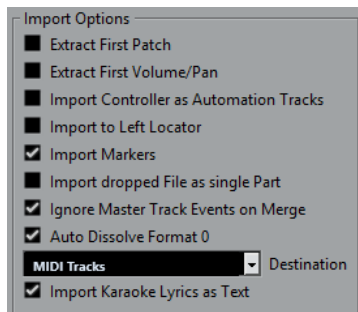 Import Options
Extract First Patch
Extract First Volume/Pan
Import Controller as Automation Tracks
Import to Left Locator
Import Markers
Import dropped File as single Part
Ignore Master Track Events on Merge
Auto Dissolve Format 0
MIDI Tracks Destination
Import Karaoke Lyrics as Text